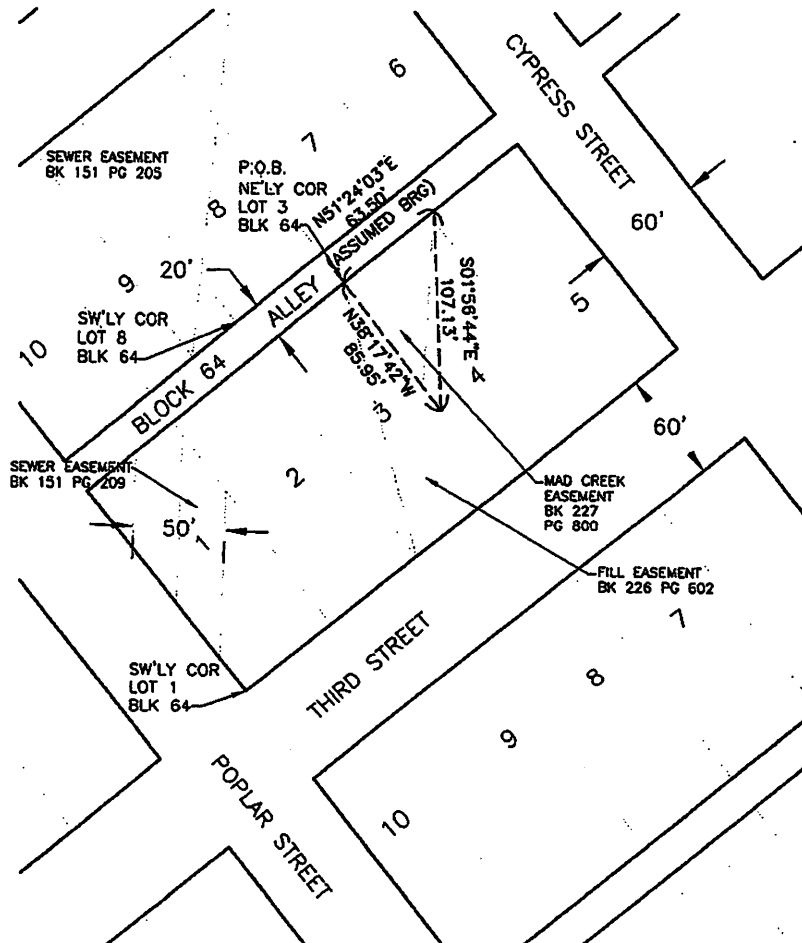 CYPRESS STREET
6
7
SEWER EASEMENT
BK 151 PG 205
P.O.B.
NE'LY COR
LOT 3
BLK 64
N51°24'03"E
63.50'
(ASSUMED BRG)
8
60'
9
20'
S01°56'44"E
107.13'
5
SW'LY COR
LOT 8
BLK 64
ALLEY
N38°17'42"W
85.95'
4
10
BLOCK 64
3
60'
SEWER EASEMENT
BK 151 PG 209
2
MAD CREEK
EASEMENT
BK 227
PG 800
50'
1
FILL EASEMENT
BK 226 PG 602
7
THIRD STREET
SW'LY COR
LOT 1
BLK 64
8
9
POPLAR STREET
10